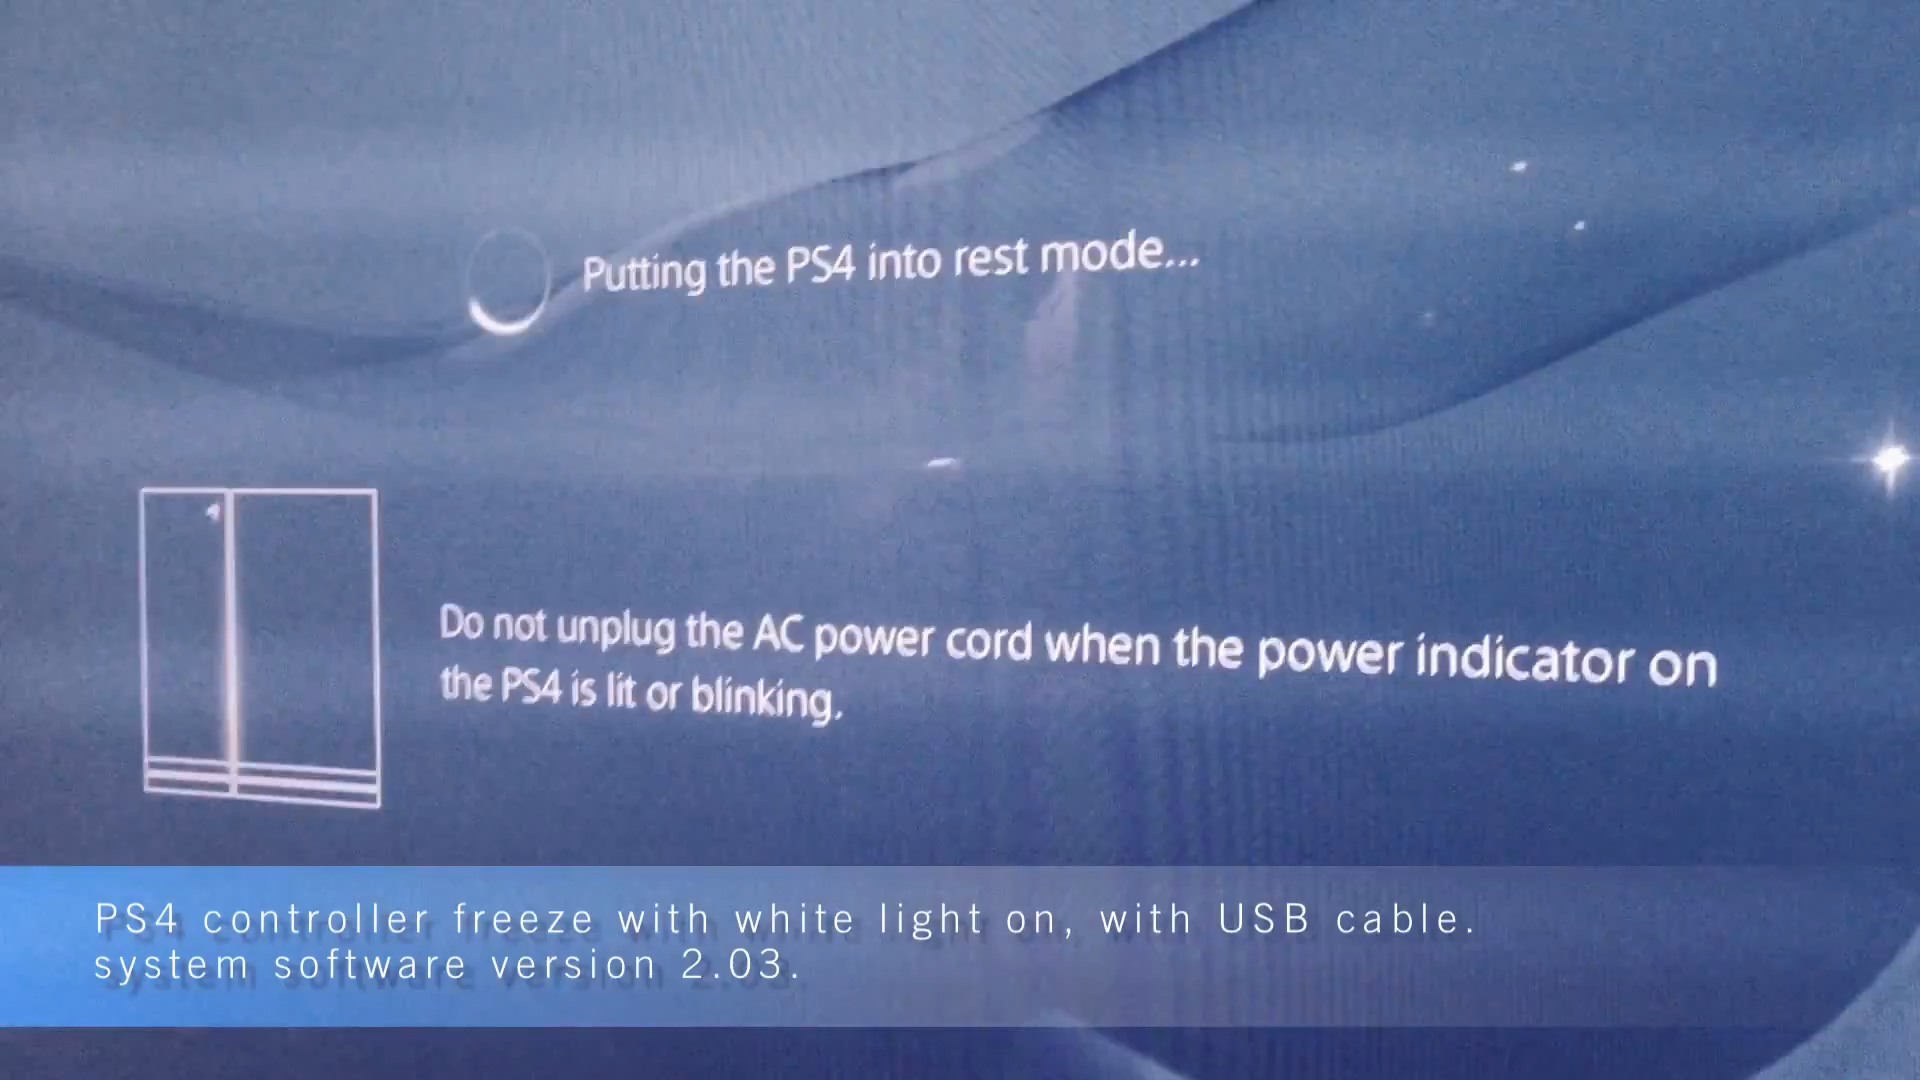 Putting the PS4 into rest mode...
Do not unplug the AC power cord when the power indicator on
the PS4 is lit or blinking.
PS4 controller freeze with white light on, with USB cable.
system software version 2.03.